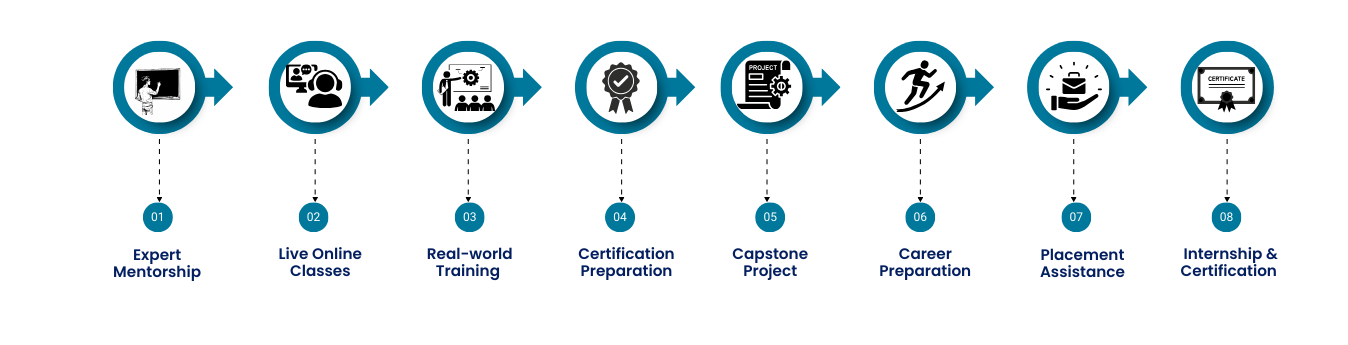 PROJECT
CERTIFICATE
01
02
03
04
05
06
07
08
Expert
Mentorship
Live Online
Classes
Real-world
Training
Certification
Preparation
Capstone
Project
Career
Preparation
Placement
Assistance
Internship &
Certification